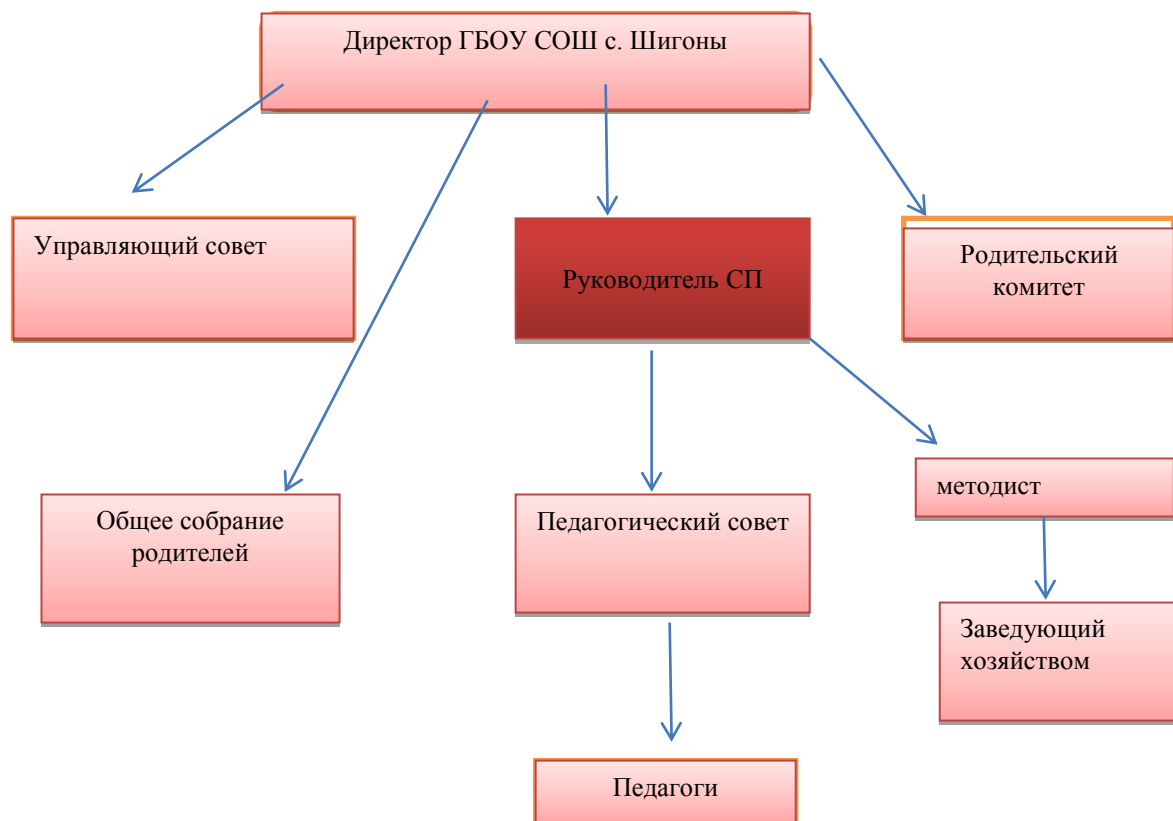 Директор ГБОУ СОШ с. Шигоны
Управляющий совет
Руководитель СП
Родительский
комитет
методист
Общее собрание
родителей
Педагогический совет
Заведующий
хозяйством
Педагоги